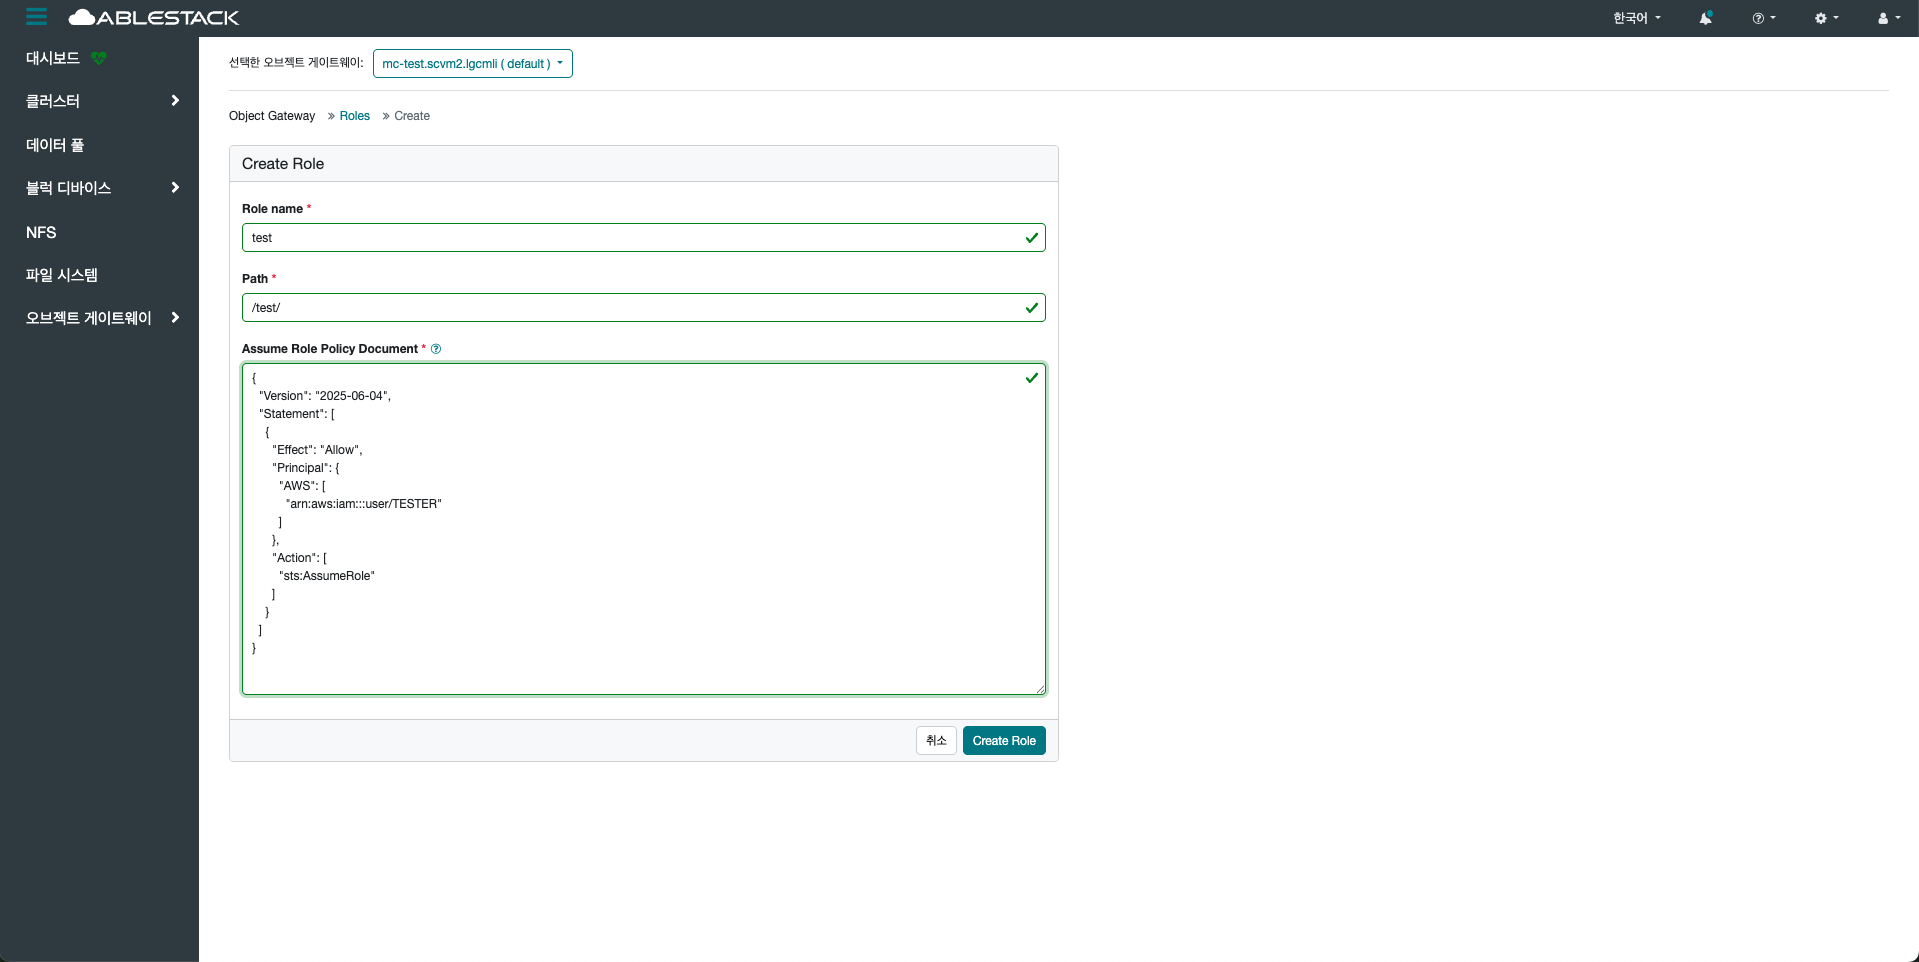 ABLESTACK
한국어
대시보드
클러스터
데이터 풀
블럭 디바이스
NFS
파일 시스템
오브젝트 게이트웨이
선택한 오브젝트 게이트웨이: mc-test.scvm2.lgcmli ( default )
Object Gateway » Roles » Create
Create Role
Role name *
test
Path *
/test/
Assume Role Policy Document *
{
  "Version": "2025-06-04",
  "Statement": [
    {
      "Effect": "Allow",
      "Principal": {
        "AWS": [
          "arn:aws:iam:::user/TESTER"
        ]
      },
      "Action": [
        "sts:AssumeRole"
      ]
    }
  ]
}
취소 Create Role